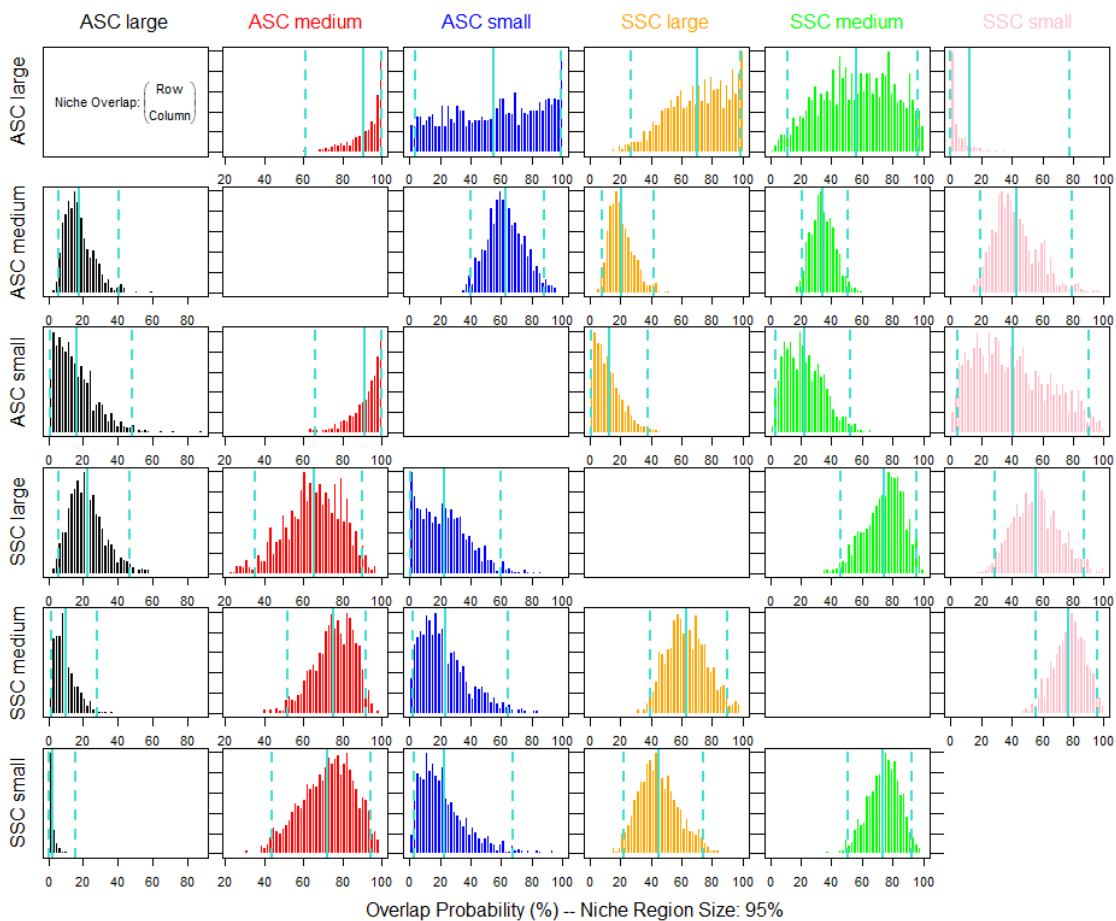 ASC large ASC medium ASC small SSC large SSC medium SSC small
ASC large
Niche Overlap: Row
Column
20 40 60 80 100 0 20 40 60 80 100 0 20 40 60 80 100 0 20 40 60 80 100 0 20 40 60 80 100
ASC medium
0 20 40 60 80 0 20 40 60 80 100 0 20 40 60 80 100 0 20 40 60 80 100 0 20 40 60 80 100
ASC small
0 20 40 60 80 20 40 60 80 100 0 20 40 60 80 100 0 20 40 60 80 100 0 20 40 60 80 100
SSC large
0 20 40 60 80 20 40 60 80 100 0 20 40 60 80 100 0 20 40 60 80 100 0 20 40 60 80 100
SSC medium
0 20 40 60 80 20 40 60 80 100 0 20 40 60 80 100 0 20 40 60 80 100 0 20 40 60 80 100
SSC small
0 20 40 60 80 20 40 60 80 100 0 20 40 60 80 100 0 20 40 60 80 100 0 20 40 60 80 100
Overlap Probability (%) -- Niche Region Size: 95%